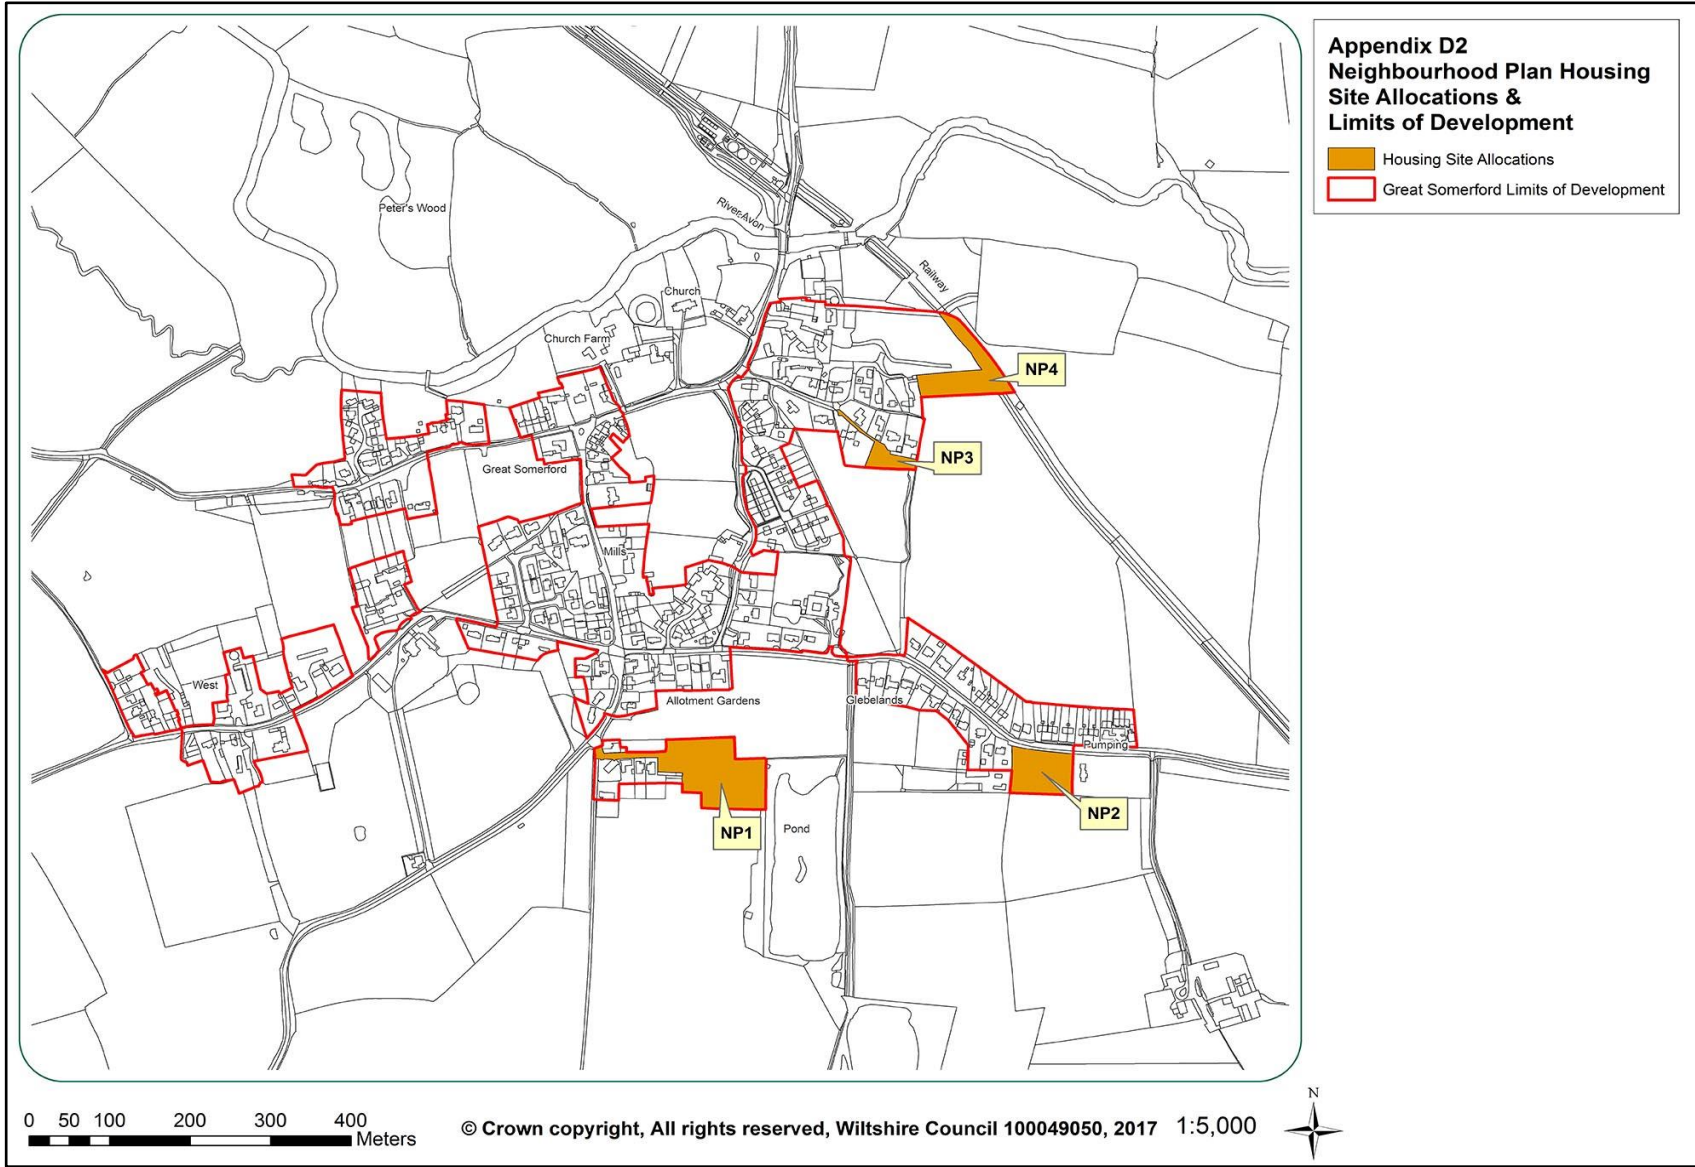 Appendix D2
Neighbourhood Plan Housing
Site Allocations &
Limits of Development
Housing Site Allocations
Great Somerford Limits of Development
Peter's Wood
River Avon
Church
Railway
Church Farm
NP4
NP3
Great Somerford
Mills
West
Allotment Gardens
Glebelands
Pumping
NP2
NP1
Pond
0 50 100 200 300 400
Meters
© Crown copyright, All rights reserved, Wiltshire Council 100049050, 2017 1:5,000
N